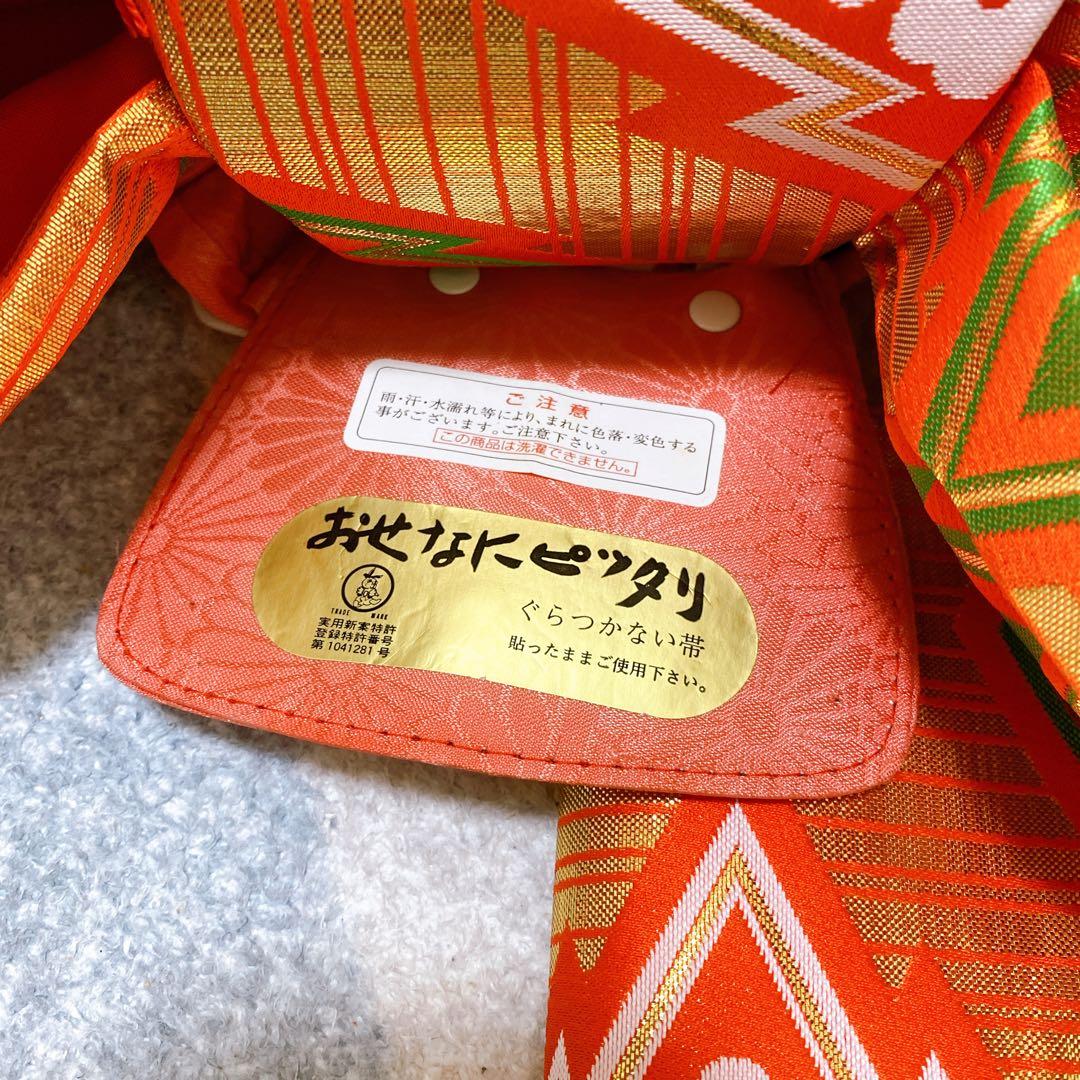 ご注意
雨・汗・水濡れ等により、まれに色落・変色する
事がございます。ご注意下さい。
この商品は洗濯できません。
おせなにピッタリ
ぐらつかない帯
貼ったままご使用下さい。
TRADE MARK
実用新案特許
登録特許番号
第1041281号